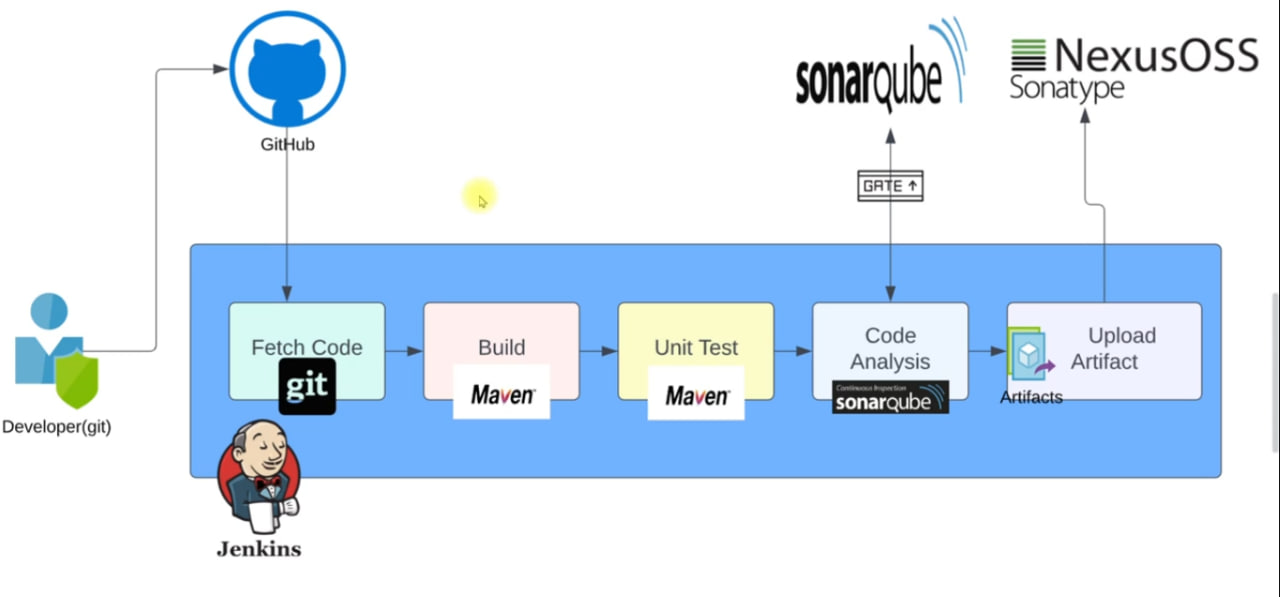 GitHub
sonarqube
NexusOSS
Sonatype
GATE ↑
Developer(git)
Fetch Code
git
Build
Maven
Unit Test
Maven
Code
Analysis
Continuous Inspection
sonarqube
Upload
Artifact
Artifacts
Jenkins